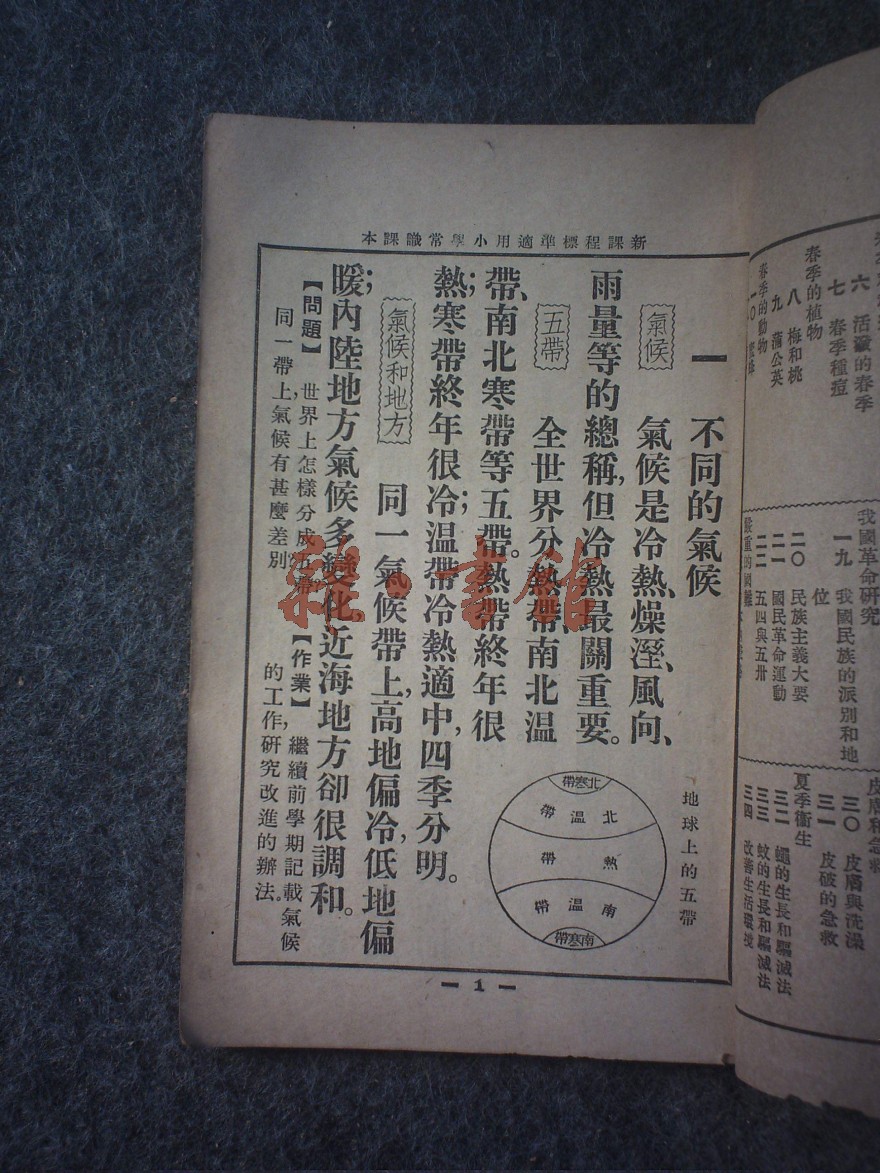 新課程標準適用小學常識課本
一　不同的氣候
氣候　氣候是冷熱、燥溼、風向、
雨量等的總稱，但冷熱最關重要。
五帶　全世界分熱帶、南北溫
帶、南北寒帶等五帶。熱帶終年很
熱；寒帶終年很冷；溫帶冷熱適中，四季分明。
氣候和地方　同一氣候帶上，高地偏冷，低地偏
暖；內陸地方氣候多變化，近海地方卻很調和。
【問題】世界上怎樣分成五帶
同一帶上氣候有甚麼差別
【作業】繼續前學期記載氣候
的工作，研究改進的辦法。
地球上的五帶
北寒帶
北溫帶
熱帶
南溫帶
南寒帶
1
我國革命研究
一九　我國民族的派別和地
位
二〇　民族主義大要
二一　國民革命運動
二二　五四與五卅
嚴重的國難
六　活潑的春季
七　春季種痘
春季的植物
八　梅和桃
九　蒲公英
春季的動物
一〇
皮膚和急救
三〇　皮膚與洗澡
三一　皮破的急救
夏季衞生
三二　蠅的生長和驅滅法
三三　蚊的生長和驅滅法
三四　改善生活環境
雜·書館